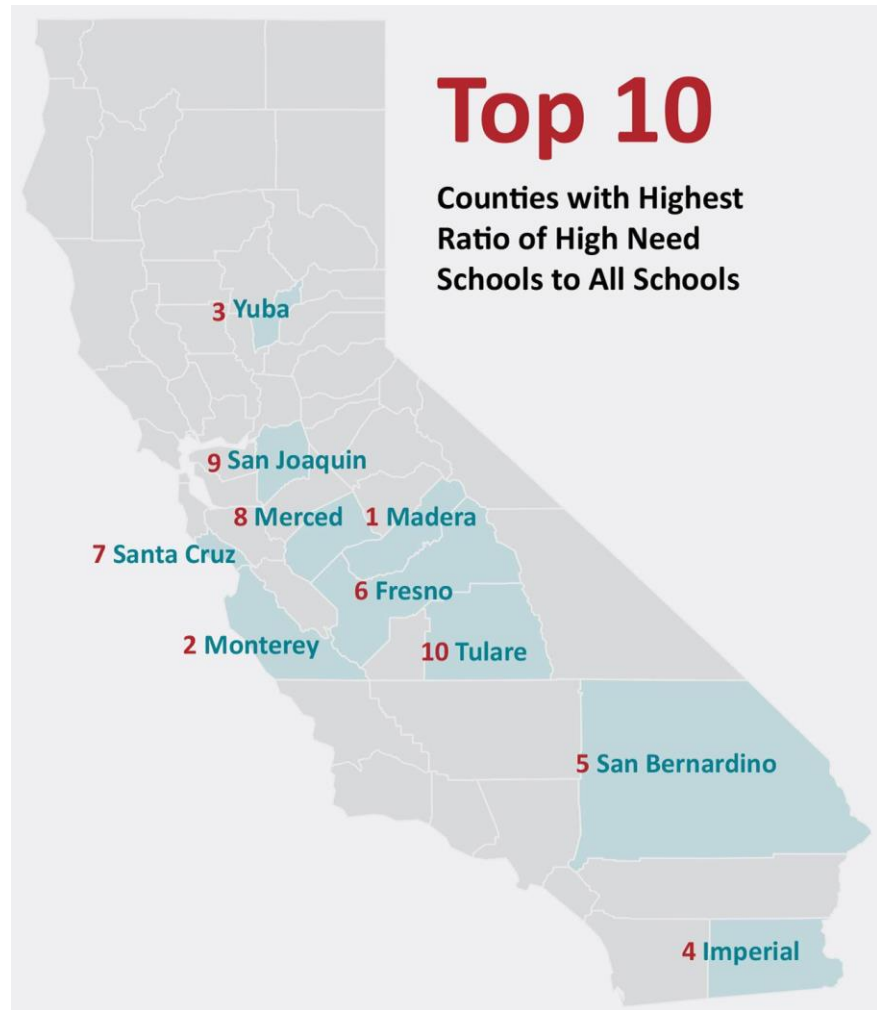 Top 10
Counties with Highest
Ratio of High Need
Schools to All Schools
3 Yuba
9 San Joaquin
8 Merced
1 Madera
7 Santa Cruz
6 Fresno
2 Monterey
10 Tulare
5 San Bernardino
4 Imperial